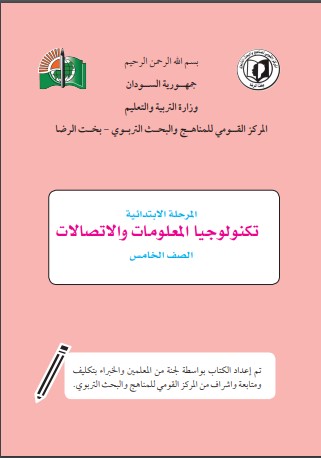 بسم الله الرحمن الرحيم
جمهورية السودان
وزارة التربية والتعليم
المركز القومي للمناهج والبحث التربوي - بخت الرضا
المرحلة الابتدائية
تكنولوجيا المعلومات والاتصالات
الصف الخامس
تم إعداد الكتاب بواسطة لجنة من المعلمين والخبراء بتكليف
ومتابعة واشراف من المركز القومي للمناهج والبحث التربوي.